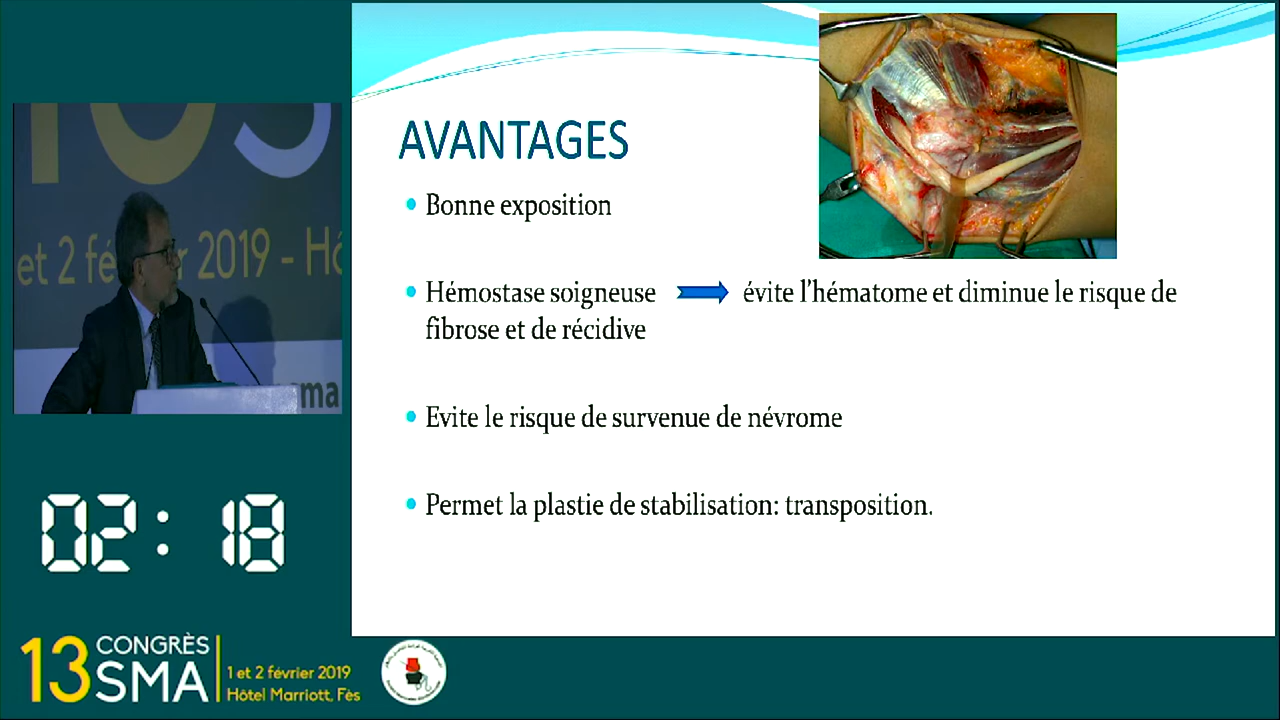 AVANTAGES
Bonne exposition
Hémostase soigneuse évite l'hématome et diminue le risque de
fibrose et de récidive
Evite le risque de survenue de névrome
Permet la plastie de stabilisation: transposition.
et 2 février 2019 - Hô
sma
02:18
13 CONGRÈS
SMA
1 et 2 février 2019
Hôtel Marriott, Fès